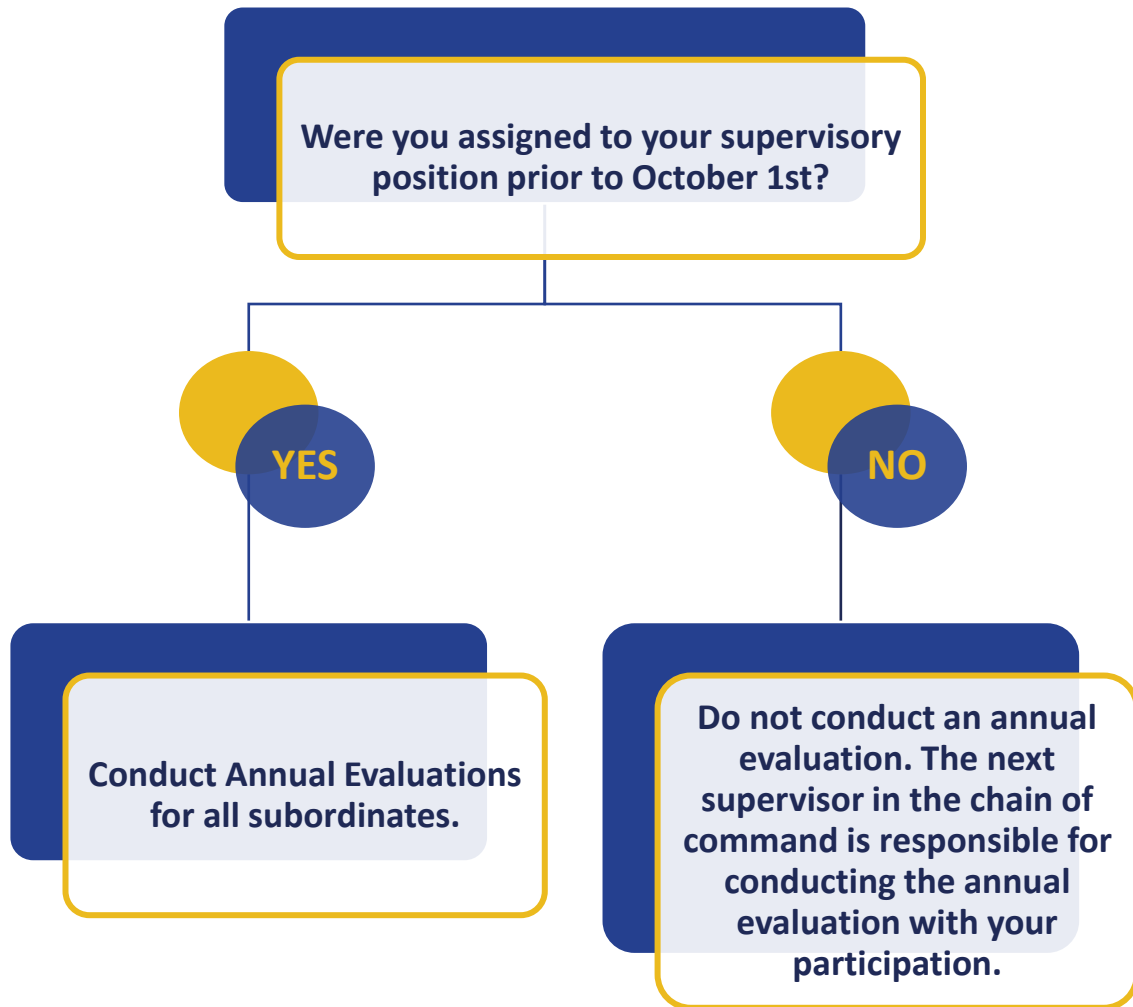 Were you assigned to your supervisory
position prior to October 1st?
YES
NO
Conduct Annual Evaluations
for all subordinates.
Do not conduct an annual
evaluation. The next
supervisor in the chain of
command is responsible for
conducting the annual
evaluation with your
participation.